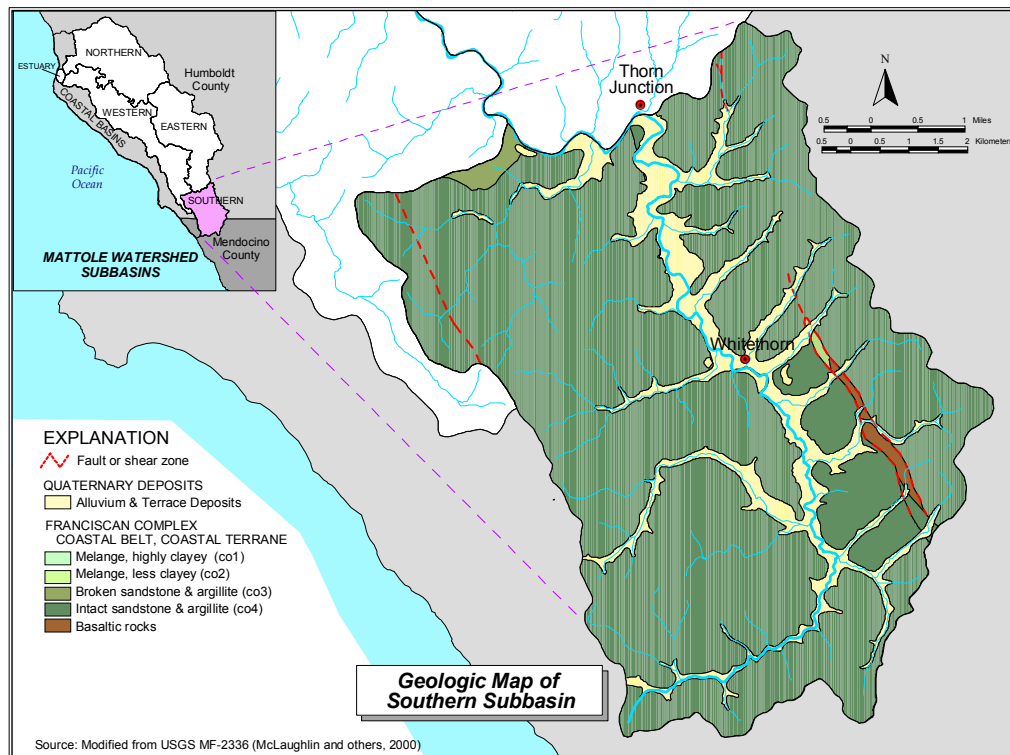 NORTHERN
ESTUARY
Humboldt
County
COASTAL BASINS
WESTERN
EASTERN
Pacific
Ocean
SOUTHERN
Mendocino
County
MATTOLE WATERSHED
SUBBASINS
Thorn
Junction
N
0.5 0 0.5 1 Miles
0.5 0 0.5 1 1.5 2 Kilometers
Whitethorn
EXPLANATION
Fault or shear zone
QUATERNARY DEPOSITS
Alluvium & Terrace Deposits
FRANCISCAN COMPLEX
COASTAL BELT, COASTAL TERRANE
Melange, highly clayey (co1)
Melange, less clayey (co2)
Broken sandstone & argillite (co3)
Intact sandstone & argillite (co4)
Basaltic rocks
Geologic Map of
Southern Subbasin
Source: Modified from USGS MF-2336 (McLaughlin and others, 2000)